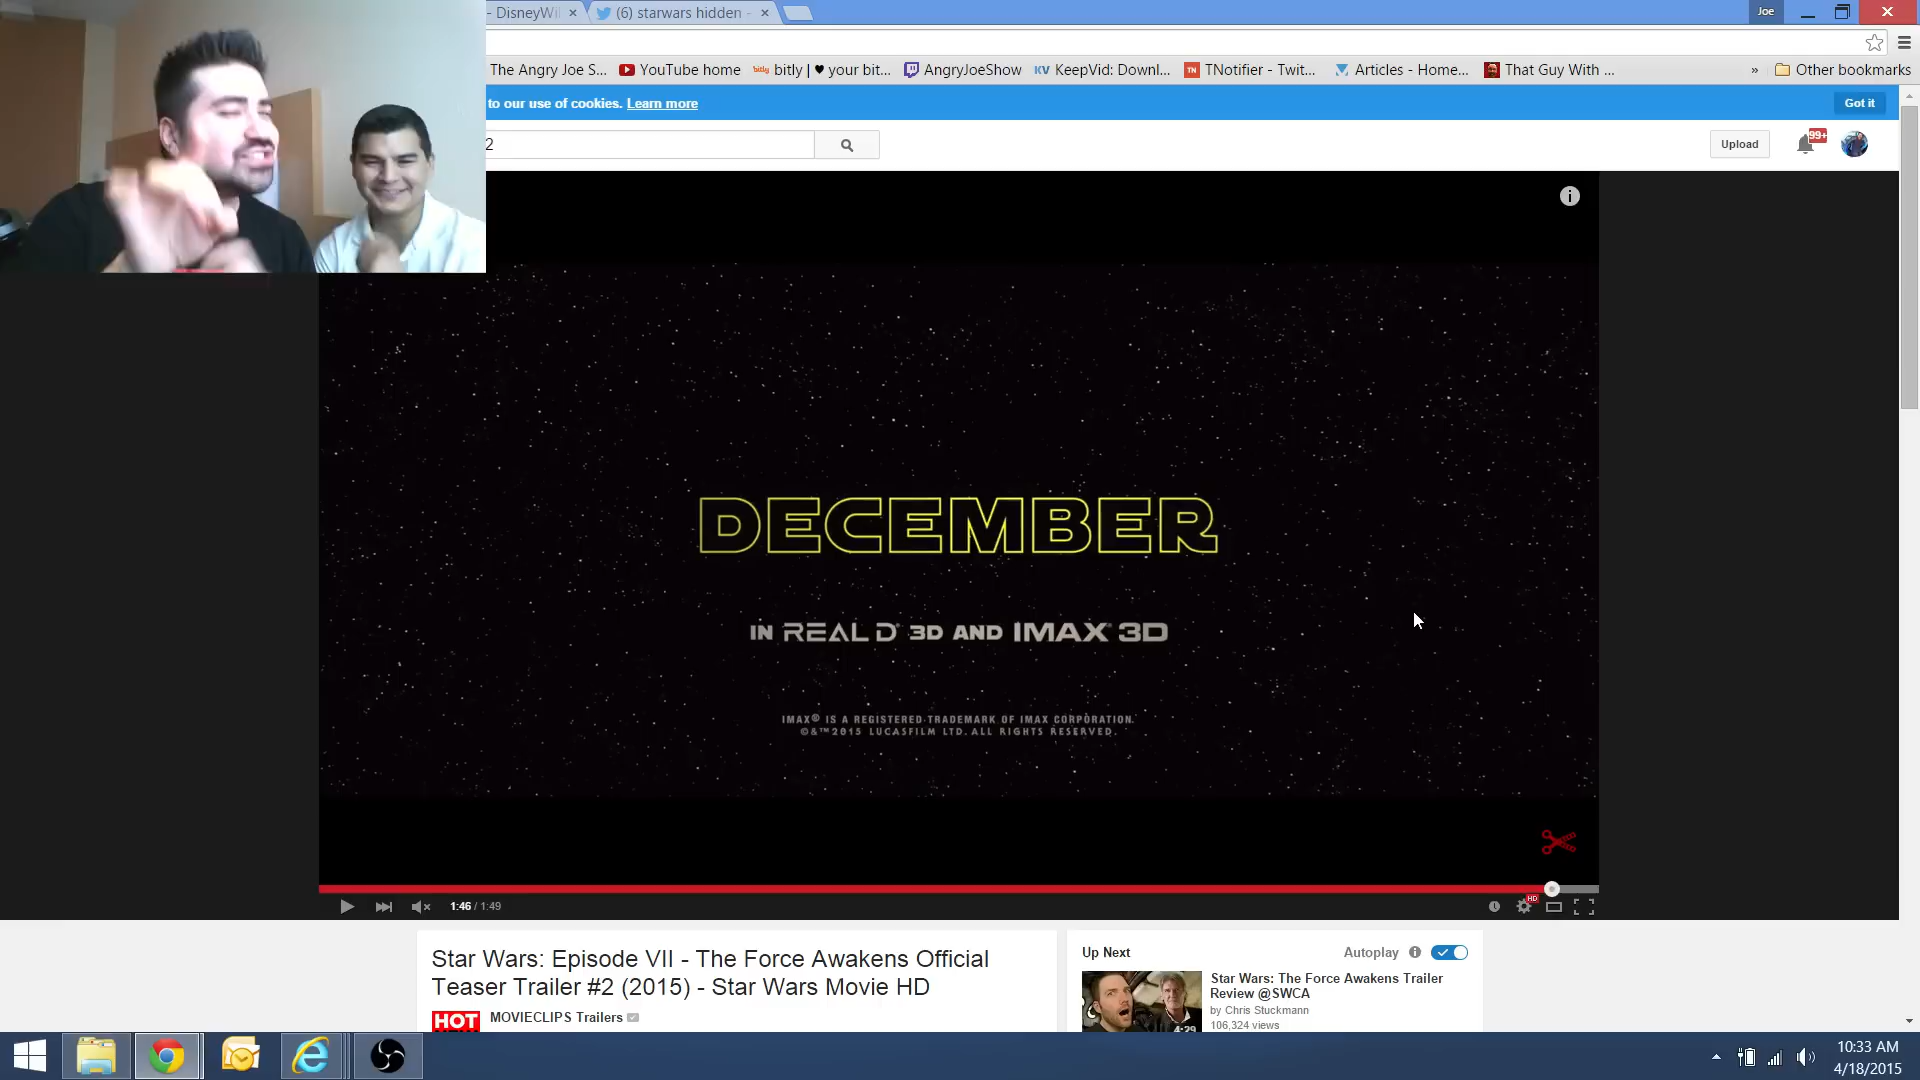 - DisneyWi
(6) starwars hidden -
Joe
The Angry Joe S...
YouTube home
bitly
bitly | ♥ your bit...
AngryJoeShow
KV
KeepVid: Downl...
TN
TNotifier - Twit...
Articles - Home...
That Guy With ...
»
Other bookmarks
to our use of cookies. Learn more
Got it
2
Upload
99+
DECEMBER
IN REAL D 3D AND IMAX® 3D
IMAX® IS A REGISTERED TRADEMARK OF IMAX CORPORATION.
©&™2015 LUCASFILM LTD. ALL RIGHTS RESERVED.
1:46 / 1:49
HD
Star Wars: Episode VII - The Force Awakens Official
Teaser Trailer #2 (2015) - Star Wars Movie HD
HOT
MOVIECLIPS Trailers
Up Next
Autoplay
Star Wars: The Force Awakens Trailer
Review @SWCA
by Chris Stuckmann
106,324 views
4:29
10:33 AM
4/18/2015